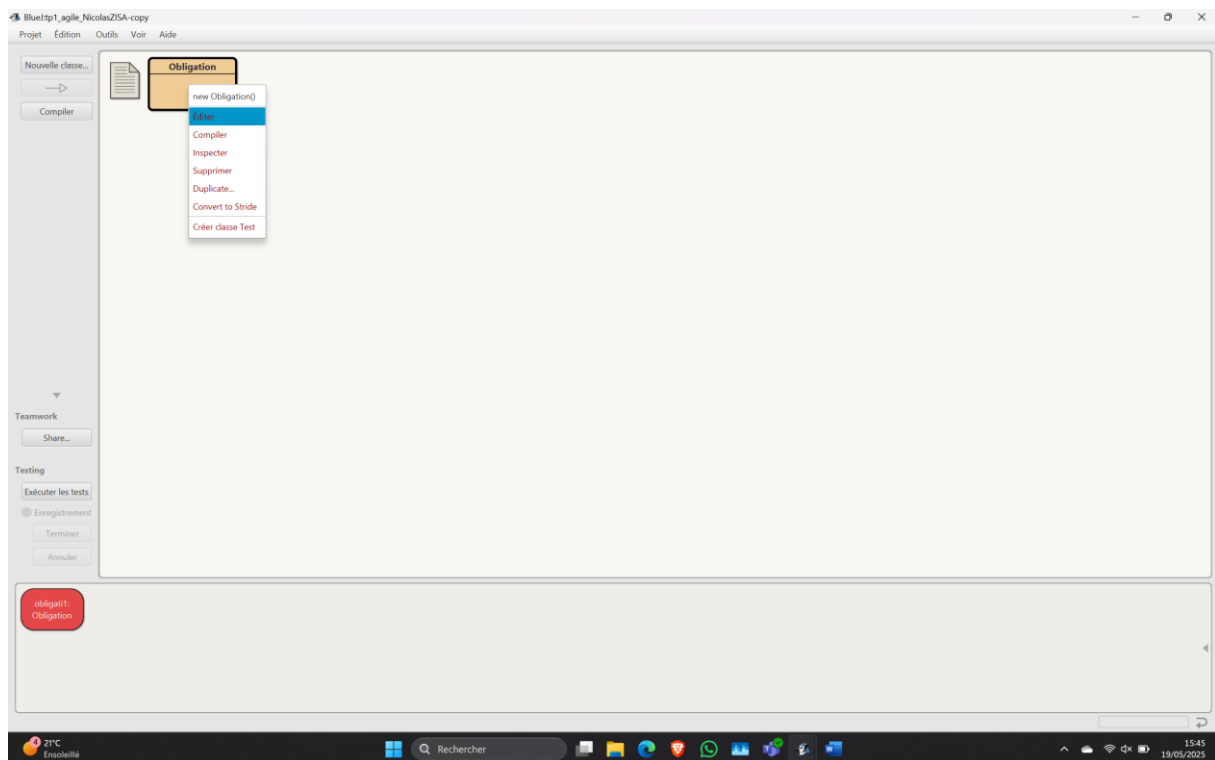 BlueJ:tp1_agile_NicolasZISA-copy
Projet Édition Outils Voir Aide
Nouvelle classe...
Compiler
Obligation
new Obligation()
Éditer
Compiler
Inspecter
Supprimer
Duplicate...
Convert to Stride
Créer classe Test
Teamwork
Share...
Testing
Exécuter les tests
Enregistrement
Terminer
Annuler
obligati1:
Obligation
4
21°C
Ensoleillé
Rechercher
15:45
19/05/2025